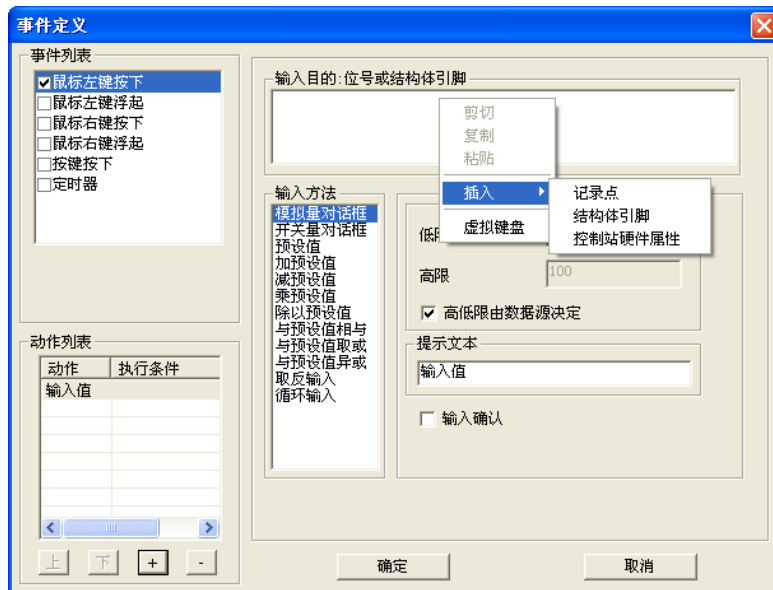 事件定义
事件列表
鼠标左键按下
鼠标左键浮起
鼠标右键按下
鼠标右键浮起
按键按下
定时器
动作列表
动作 执行条件
输入值
上 下 + -
输入目的:位号或结构体引脚
剪切
复制
粘贴
插入
虚拟键盘
记录点
结构体引脚
控制站硬件属性
输入方法
模拟量对话框
开关量对话框
预设值
加预设值
减预设值
乘预设值
除以预设值
与预设值相与
与预设值取或
与预设值异或
取反输入
循环输入
高限 100
高低限由数据源决定
提示文本
输入值
输入确认
确定 取消